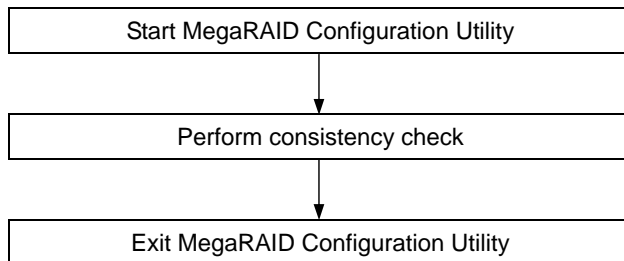 Start MegaRAID Configuration Utility
Perform consistency check
Exit MegaRAID Configuration Utility